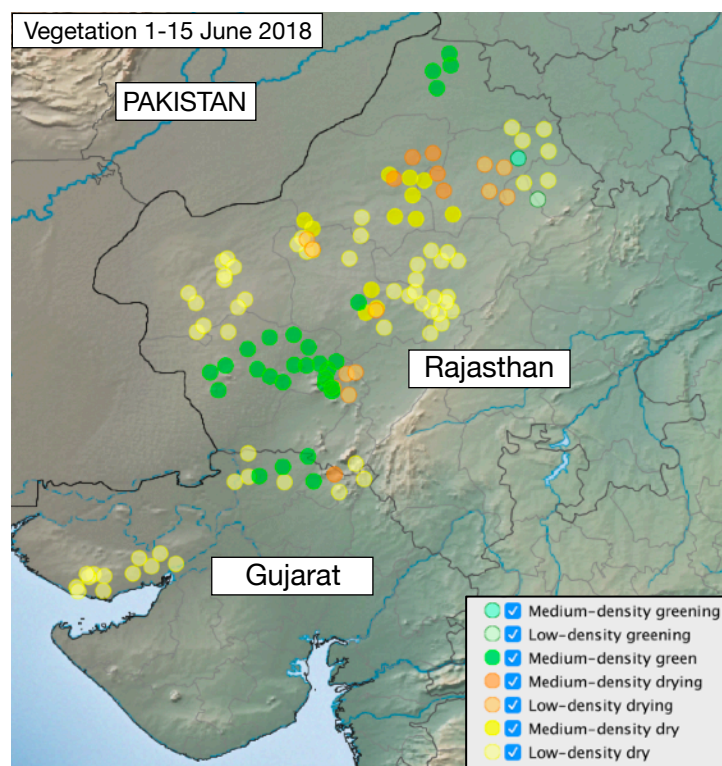 Vegetation 1-15 June 2018
PAKISTAN
Rajasthan
Gujarat
Medium-density greening
Low-density greening
Medium-density green
Medium-density drying
Low-density drying
Medium-density dry
Low-density dry